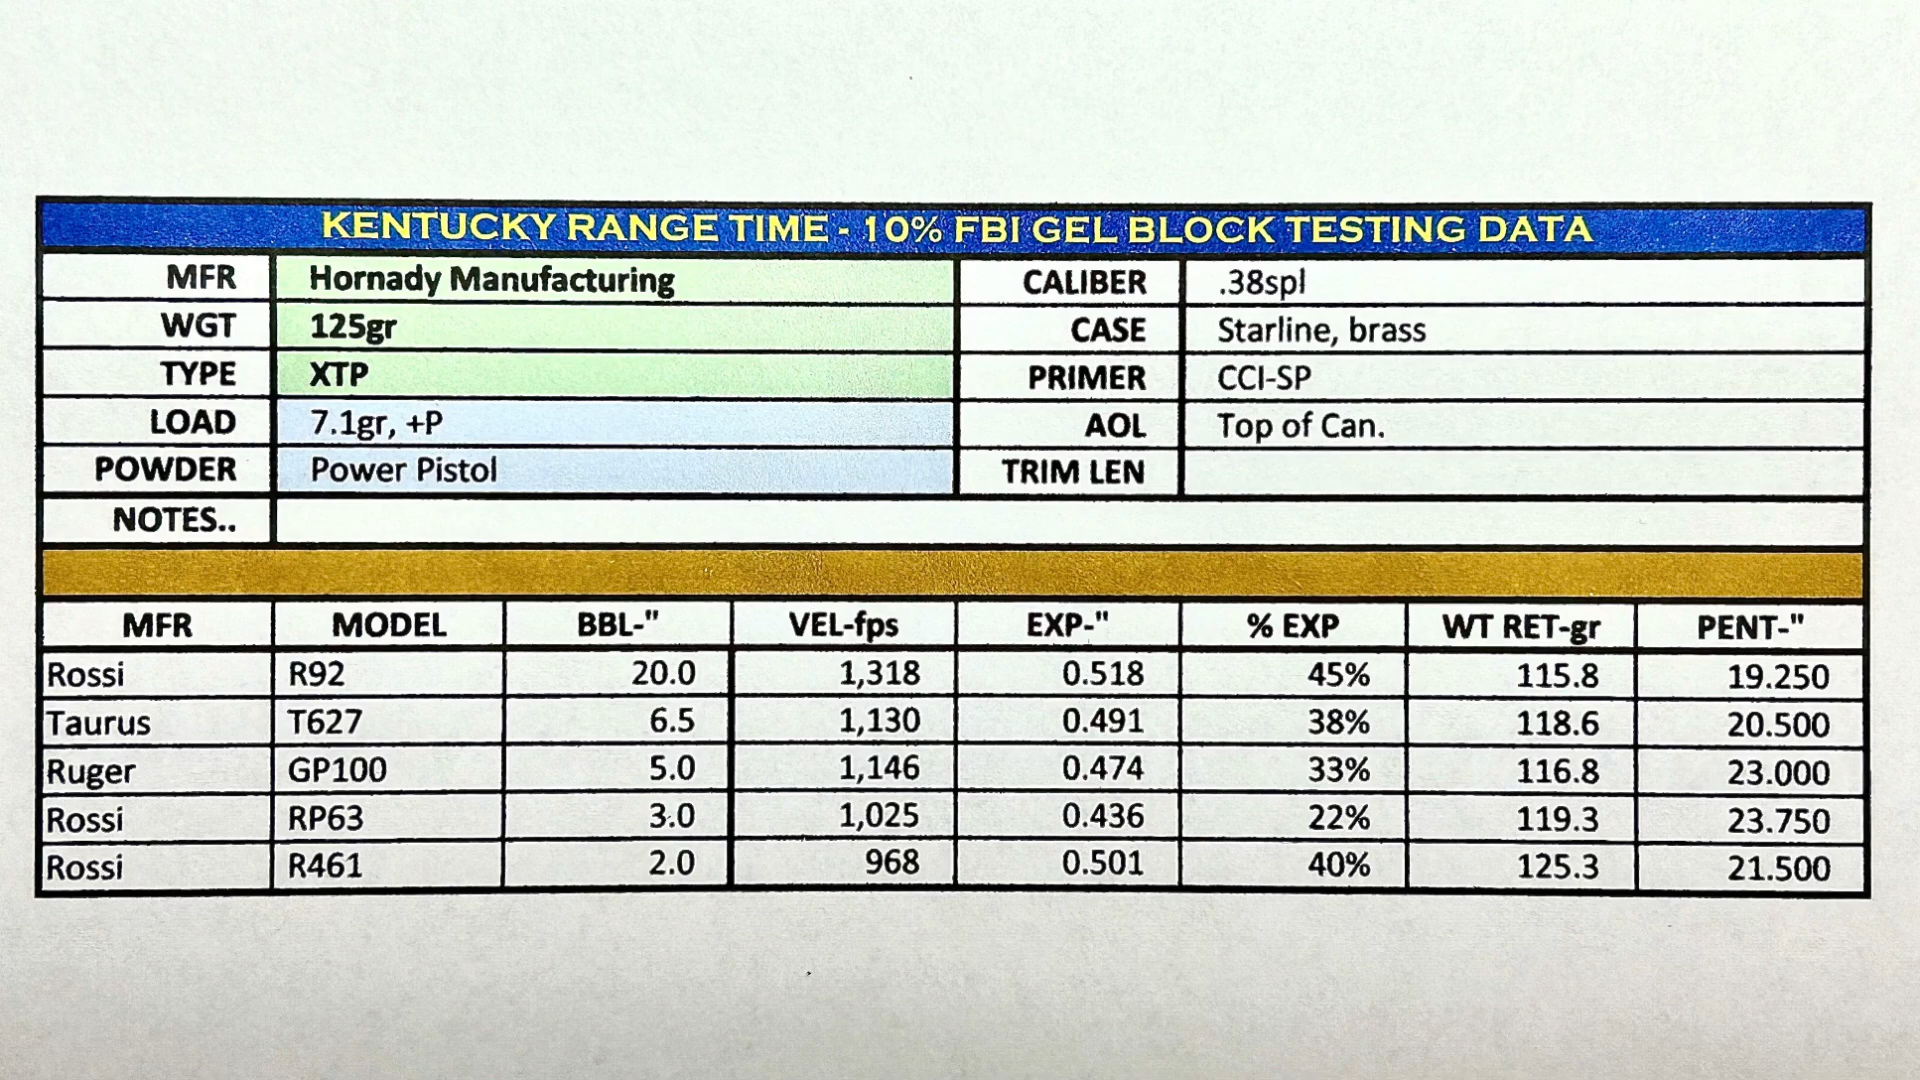 KENTUCKY RANGE TIME - 10% FBI GEL BLOCK TESTING DATA
MFR Hornady Manufacturing CALIBER .38spl
WGT 125gr CASE Starline, brass
TYPE XTP PRIMER CCI-SP
LOAD 7.1gr, +P AOL Top of Can.
POWDER Power Pistol TRIM LEN
NOTES..
MFR MODEL BBL-" VEL-fps EXP-" % EXP WT RET-gr PENT-"
Rossi R92 20.0 1,318 0.518 45% 115.8 19.250
Taurus T627 6.5 1,130 0.491 38% 118.6 20.500
Ruger GP100 5.0 1,146 0.474 33% 116.8 23.000
Rossi RP63 3.0 1,025 0.436 22% 119.3 23.750
Rossi R461 2.0 968 0.501 40% 125.3 21.500